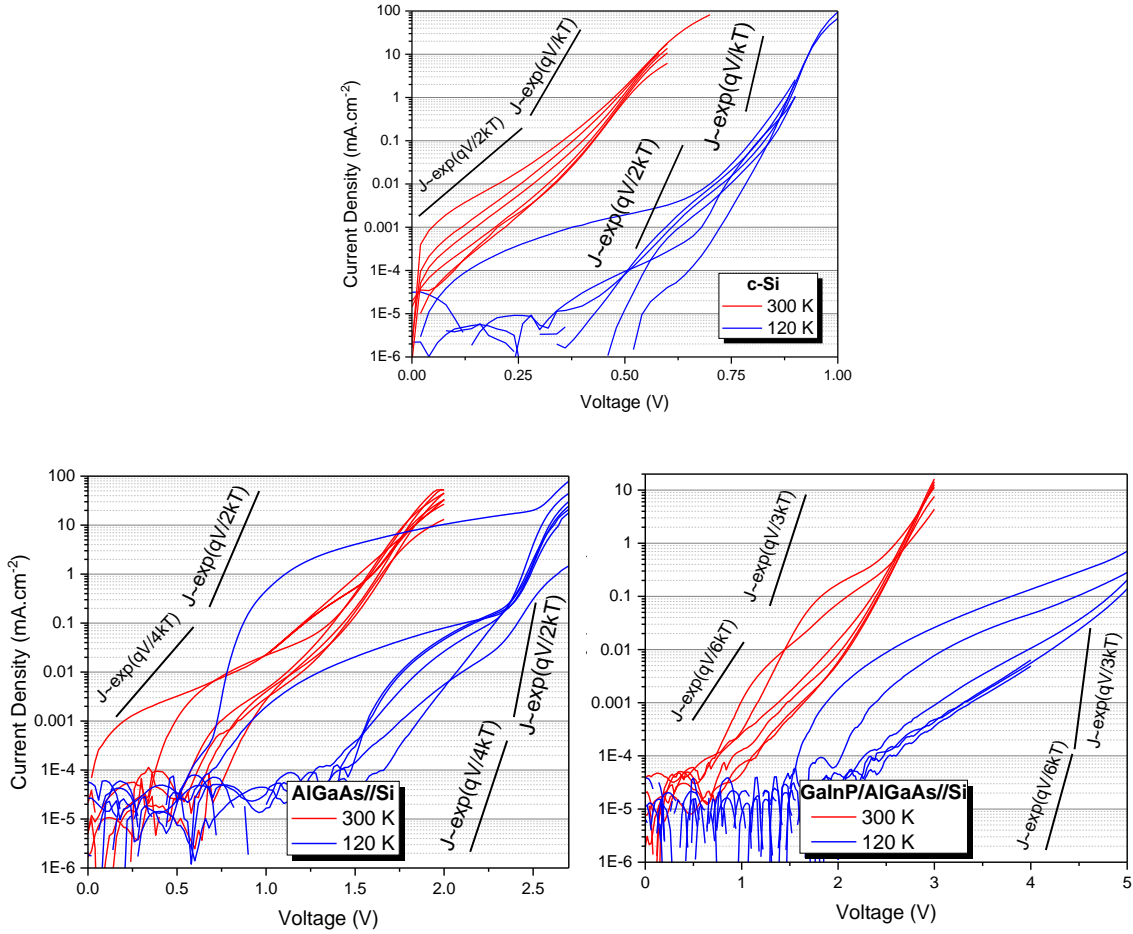 100
10
1
0.1
0.01
0.001
1E-4
1E-5
1E-6
Current Density (mA.cm-2)
J~exp(qV/2kT)
J~exp(qV/kT)
J~exp(qV/2kT)
J~exp(qV/kT)
c-Si
300 K
120 K
0.00
0.25
0.50
0.75
1.00
Voltage (V)
100
10
1
0.1
0.01
0.001
1E-4
1E-5
1E-6
Current Density (mA.cm-2)
J~exp(qV/4kT)
J~exp(qV/2kT)
J~exp(qV/4kT)
J~exp(qV/2kT)
AlGaAs//Si
300 K
120 K
0.0
0.5
1.0
1.5
2.0
2.5
Voltage (V)
10
1
0.1
0.01
0.001
1E-4
1E-5
1E-6
J~exp(qV/6kT)
J~exp(qV/3kT)
J~exp(qV/6kT)
J~exp(qV/3kT)
GaInP/AlGaAs//Si
300 K
120 K
0
1
2
3
4
5
Voltage (V)